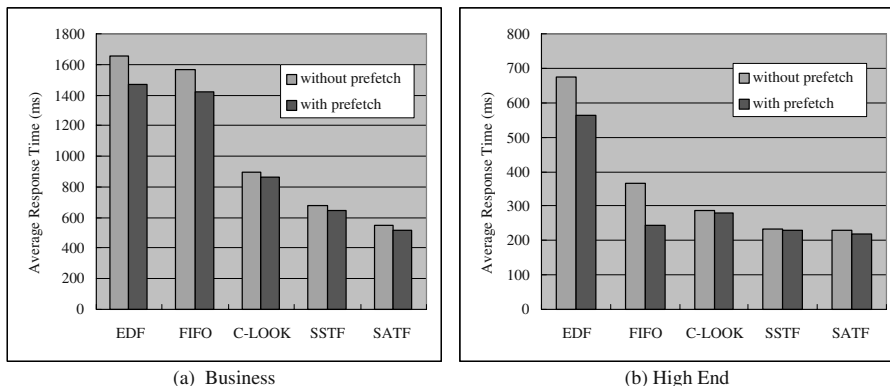 1800
1600
1400
1200
1000
800
600
400
200
0
Average Response Time (ms)
without prefetch
with prefetch
EDF FIFO C-LOOK SSTF SATF
(a) Business
800
700
600
500
400
300
200
100
0
Average Response Time (ms)
without prefetch
with prefetch
EDF FIFO C-LOOK SSTF SATF
(b) High End